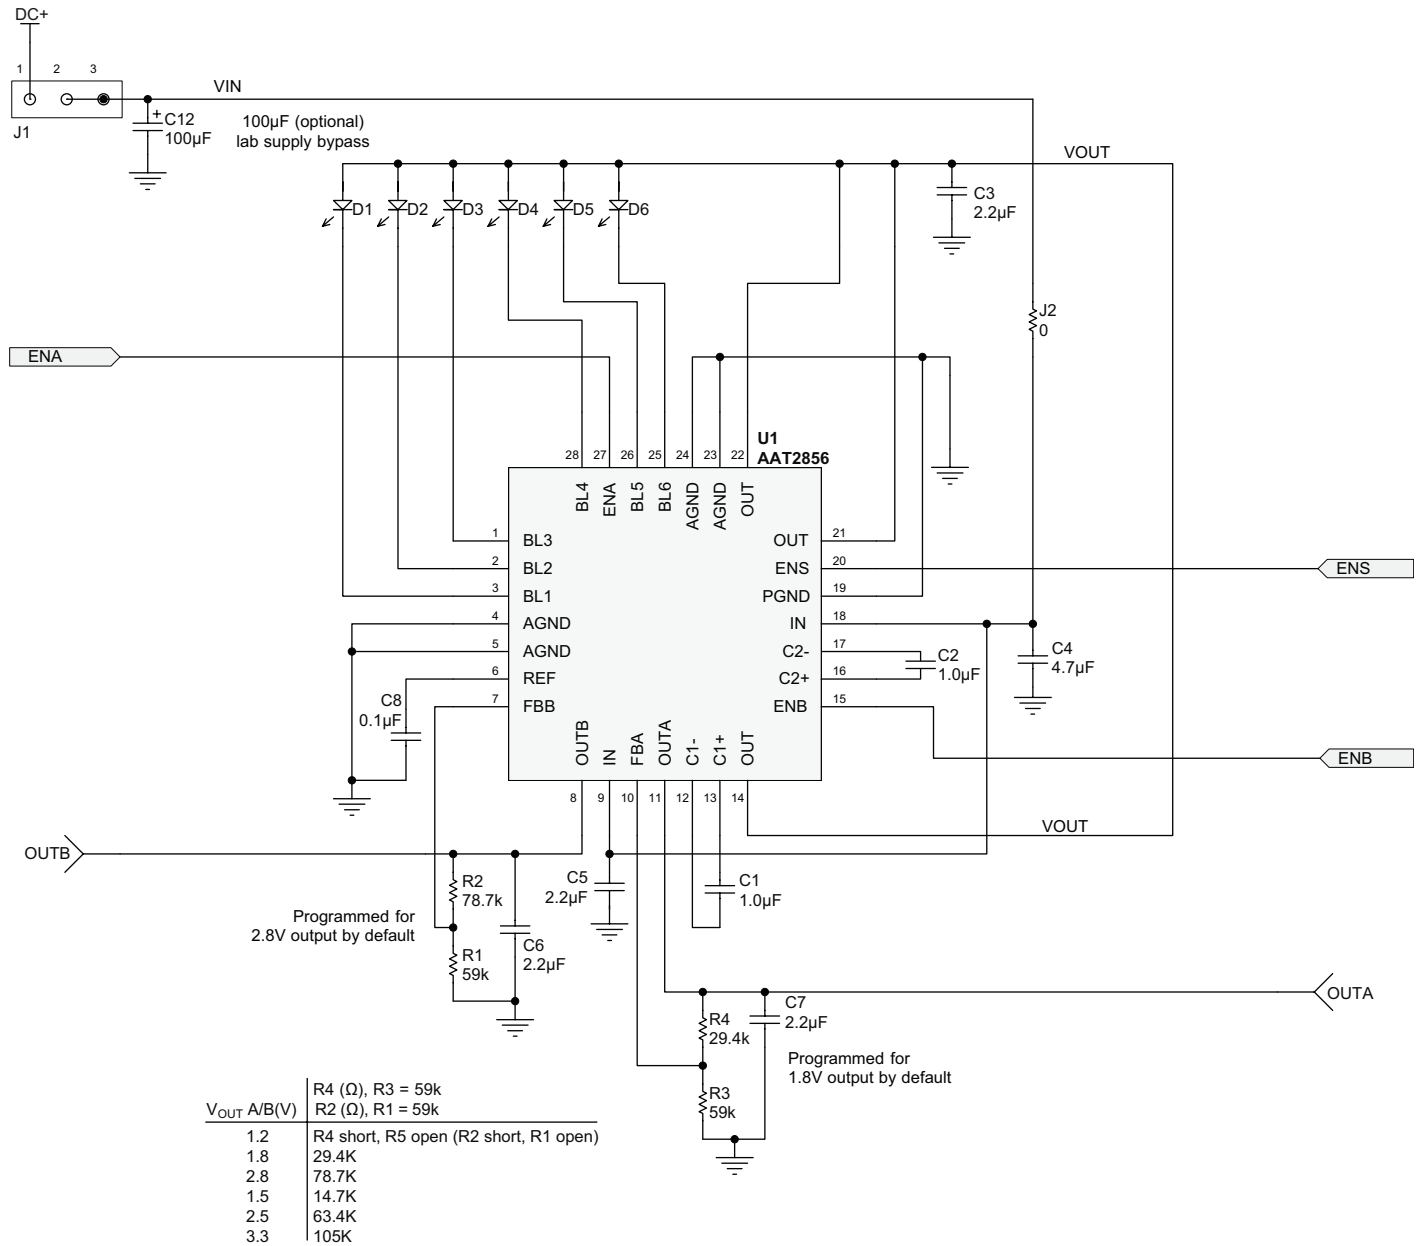 DC+
1 2 3
J1
VIN
+
C12
100µF
100µF (optional)
lab supply bypass
VOUT
D1 D2 D3 D4 D5 D6
C3
2.2µF
J2
0
ENA
U1
AAT2856
28 27 26 25 24 23 22
BL4 ENA BL5 BL6 AGND AGND OUT
1 BL3
2 BL2
3 BL1
4 AGND
5 AGND
6 REF
7 FBB
OUT 21
ENS 20
PGND 19
IN 18
C2- 17
C2+ 16
ENB 15
OUTB IN FBA OUTA C1- C1+ OUT
8 9 10 11 12 13 14
ENS
ENB
C2
1.0µF
C4
4.7µF
C8
0.1µF
VOUT
OUTB
R2
78.7k
Programmed for
2.8V output by default
R1
59k
C6
2.2µF
C5
2.2µF
C1
1.0µF
OUTA
R4
29.4k
C7
2.2µF
Programmed for
1.8V output by default
R3
59k
R4 (Ω), R3 = 59k
VOUT A/B(V) R2 (Ω), R1 = 59k
1.2 R4 short, R5 open (R2 short, R1 open)
1.8 29.4K
2.8 78.7K
1.5 14.7K
2.5 63.4K
3.3 105K